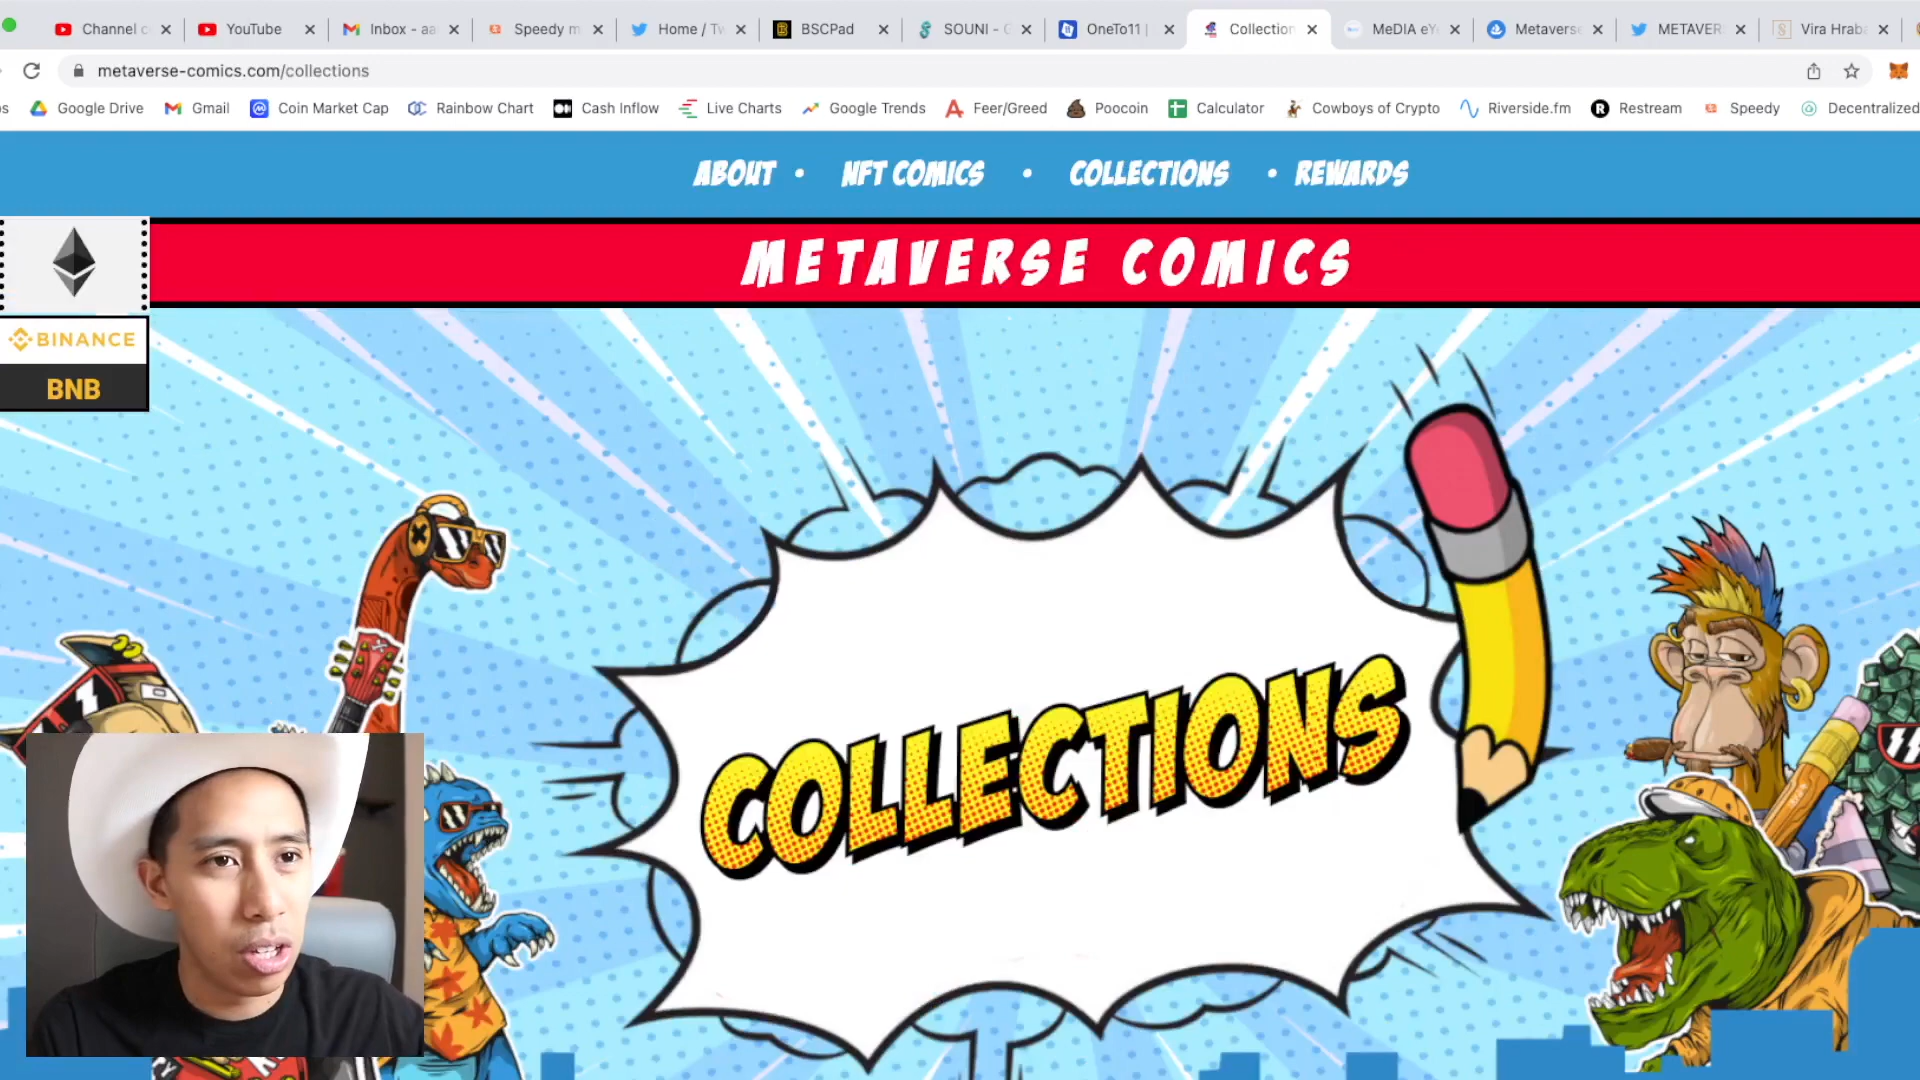 Channel c
YouTube
Inbox - aa
Speedy m
Home / Tw
BSCPad
SOUNI - G
OneTo11 |
Collection
MeDIA eY
Metaverse
METAVER
Vira Hraba
metaverse-comics.com/collections
Google Drive
Gmail
Coin Market Cap
Rainbow Chart
Cash Inflow
Live Charts
Google Trends
Feer/Greed
Poocoin
Calculator
Cowboys of Crypto
Riverside.fm
Restream
Speedy
Decentralized
ABOUT • NFT COMICS • COLLECTIONS • REWARDS
METAVERSE COMICS
BINANCE
BNB
COLLECTIONS